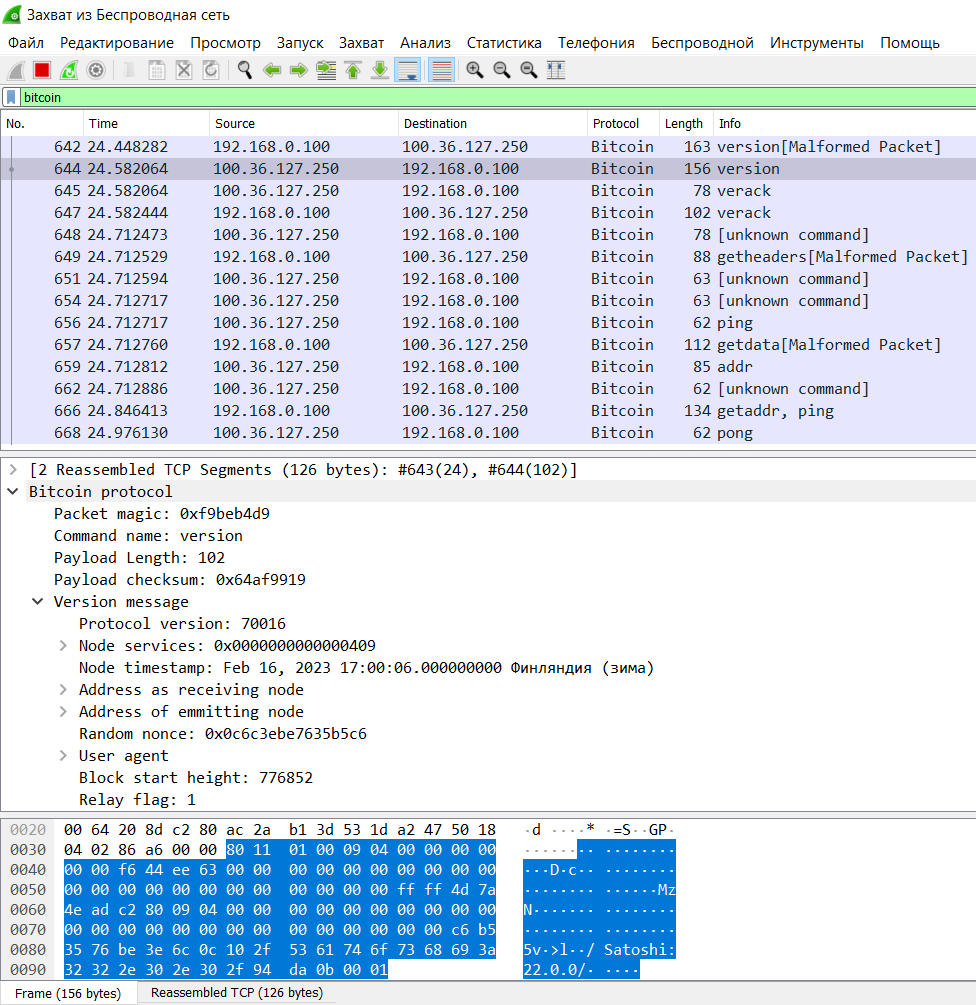 Захват из Беспроводная сеть
Файл Редактирование Просмотр Запуск Захват Анализ Статистика Телефония Беспроводной Инструменты Помощь
bitcoin
No. Time Source Destination Protocol Length Info
642 24.448282 192.168.0.100 100.36.127.250 Bitcoin 163 version[Malformed Packet]
644 24.582064 100.36.127.250 192.168.0.100 Bitcoin 156 version
645 24.582064 100.36.127.250 192.168.0.100 Bitcoin 78 verack
647 24.582444 192.168.0.100 100.36.127.250 Bitcoin 102 verack
648 24.712473 100.36.127.250 192.168.0.100 Bitcoin 78 [unknown command]
649 24.712529 192.168.0.100 100.36.127.250 Bitcoin 88 getheaders[Malformed Packet]
651 24.712594 100.36.127.250 192.168.0.100 Bitcoin 63 [unknown command]
654 24.712717 100.36.127.250 192.168.0.100 Bitcoin 63 [unknown command]
656 24.712717 100.36.127.250 192.168.0.100 Bitcoin 62 ping
657 24.712760 192.168.0.100 100.36.127.250 Bitcoin 112 getdata[Malformed Packet]
659 24.712812 100.36.127.250 192.168.0.100 Bitcoin 85 addr
662 24.712886 100.36.127.250 192.168.0.100 Bitcoin 62 [unknown command]
666 24.846413 192.168.0.100 100.36.127.250 Bitcoin 134 getaddr, ping
668 24.976130 100.36.127.250 192.168.0.100 Bitcoin 62 pong
[2 Reassembled TCP Segments (126 bytes): #643(24), #644(102)]
Bitcoin protocol
Packet magic: 0xf9beb4d9
Command name: version
Payload Length: 102
Payload checksum: 0x64af9919
Version message
Protocol version: 70016
Node services: 0x0000000000000409
Node timestamp: Feb 16, 2023 17:00:06.000000000 Финляндия (зима)
Address as receiving node
Address of emmitting node
Random nonce: 0x0c6c3ebe7635b5c6
User agent
Block start height: 776852
Relay flag: 1
0020 00 64 20 8d c2 80 ac 2a b1 3d 53 1d a2 47 50 18 ·d ····* ·=S··GP·
0030 04 02 86 a6 00 00 80 11 01 00 09 04 00 00 00 00 ········ ········
0040 00 00 f6 44 ee 63 00 00 00 00 00 00 00 00 00 00 ···D·c·· ········
0050 00 00 00 00 00 00 00 00 00 00 00 00 ff ff 4d 7a ········ ······Mz
0060 4e ad c2 80 09 04 00 00 00 00 00 00 00 00 00 00 N······· ········
0070 00 00 00 00 00 00 00 00 00 00 00 00 00 00 c6 b5 ········ ········
0080 35 76 be 3e 6c 0c 10 2f 53 61 74 6f 73 68 69 3a 5v·>l··/ Satoshi:
0090 32 32 2e 30 2e 30 2f 94 da 0b 00 01 22.0.0/· ····
Frame (156 bytes) Reassembled TCP (126 bytes)